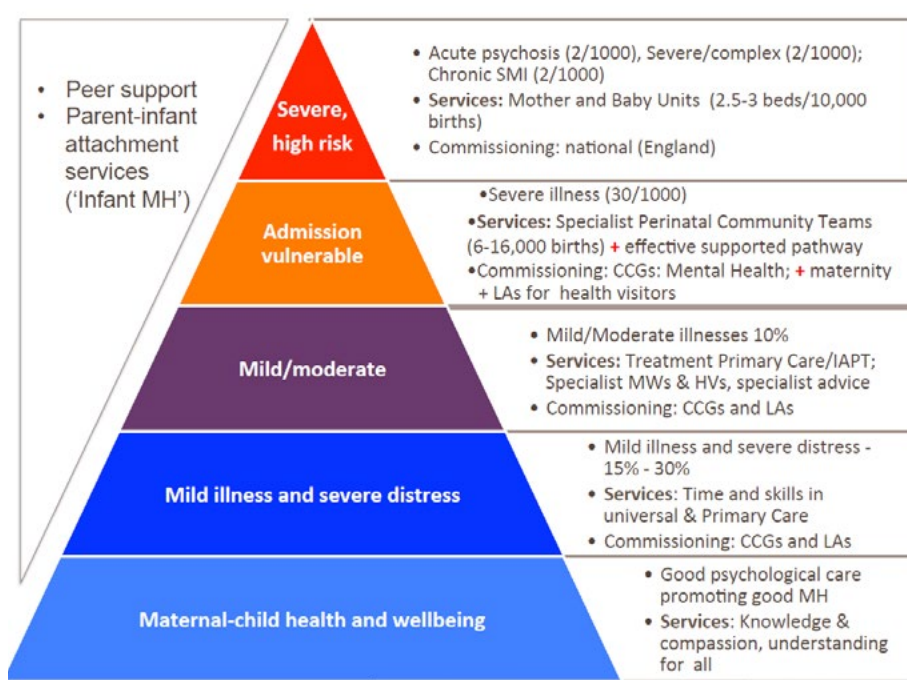 • Peer support
• Parent-infant
attachment
services
('Infant MH')
Severe,
high risk
• Acute psychosis (2/1000), Severe/complex (2/1000);
Chronic SMI (2/1000)
• Services: Mother and Baby Units (2.5-3 beds/10,000
births)
• Commissioning: national (England)
Admission
vulnerable
•Severe illness (30/1000)
•Services: Specialist Perinatal Community Teams
(6-16,000 births) + effective supported pathway
•Commissioning: CCGs: Mental Health; + maternity
+ LAs for health visitors
Mild/moderate
• Mild/Moderate illnesses 10%
• Services: Treatment Primary Care/IAPT;
Specialist MWs & HVs, specialist advice
• Commissioning: CCGs and LAs
Mild illness and severe distress
• Mild illness and severe distress -
15% - 30%
• Services: Time and skills in
universal & Primary Care
• Commissioning: CCGs and LAs
Maternal-child health and wellbeing
• Good psychological care
promoting good MH
• Services: Knowledge &
compassion, understanding
for all